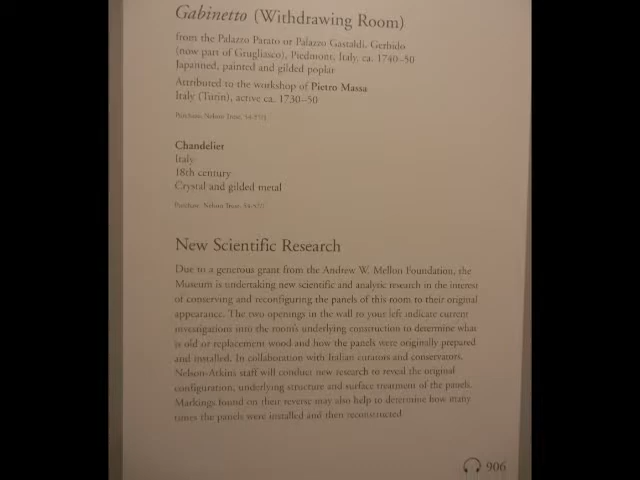 Gabinetto (Withdrawing Room)
from the Palazzo Parato or Palazzo Gastaldi, Gerbido
(now part of Grugliasco), Piedmont, Italy, ca. 1740–50
Japanned, painted and gilded poplar
Attributed to the workshop of Pietro Massa
Italy (Turin), active ca. 1730–50
Purchase: Nelson Trust,
Chandelier
Italy
18th century
Crystal and gilded metal
Purchase: Nelson Trust,
New Scientific Research
Due to a generous grant from the Andrew W. Mellon Foundation, the
Museum is undertaking new scientific and analytic research in the interest
of conserving and reconfiguring the panels of this room to their original
appearance. The two openings in the wall to your left indicate current
investigations into the room's underlying construction to determine what
is old or replacement wood and how the panels were originally prepared
and installed. In collaboration with Italian curators and conservators,
Nelson-Atkins staff will conduct new research to reveal the original
configuration, underlying structure and surface treatment of the panels.
Markings found on their reverse may also help to determine how many
times the panels were installed and then reconstructed.
906